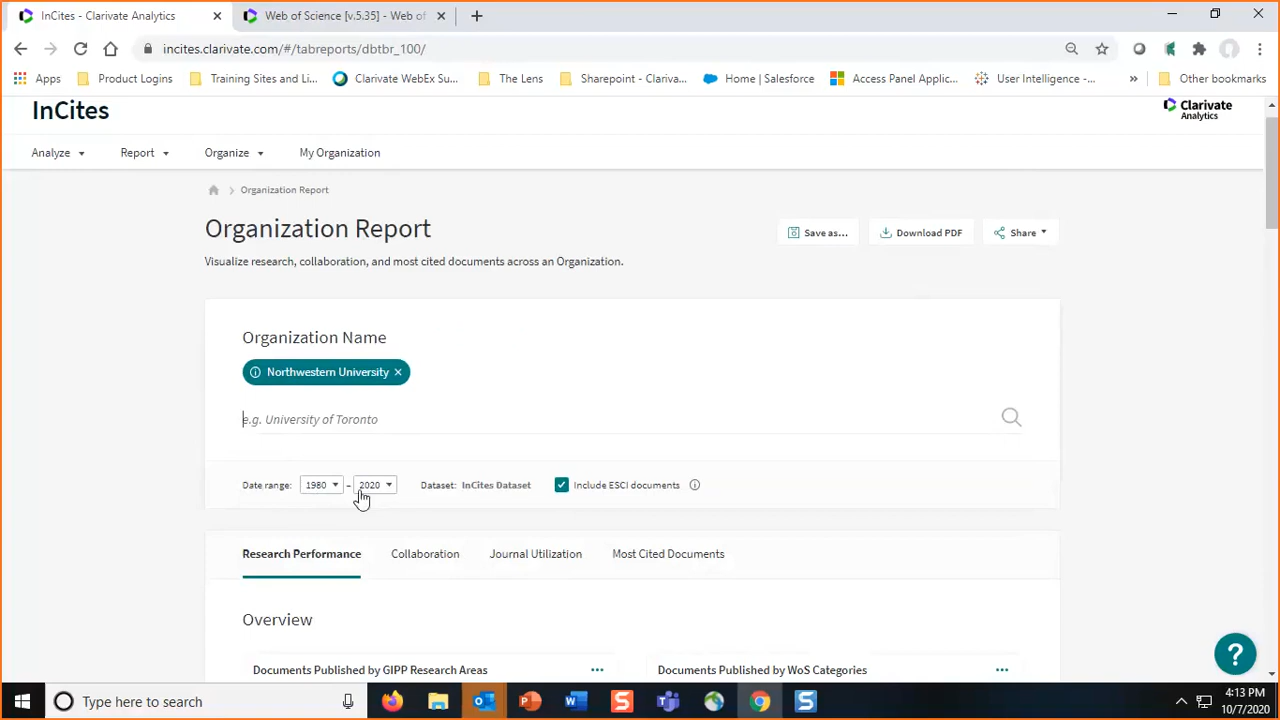 InCites - Clarivate Analytics
Web of Science [v.5.35] - Web of
incites.clarivate.com/#/tabreports/dbtbr_100/
Apps
Product Logins
Training Sites and Li...
Clarivate WebEx Su...
The Lens
Sharepoint - Clariva...
Home | Salesforce
Access Panel Applic...
User Intelligence -...
»
Other bookmarks
InCites
Clarivate
Analytics
Analyze
Report
Organize
My Organization
Organization Report
Organization Report
Save as...
Download PDF
Share
Visualize research, collaboration, and most cited documents across an Organization.
Organization Name
Northwestern University ×
e.g. University of Toronto
Date range: 1980 – 2020 Dataset: InCites Dataset Include ESCI documents
Research Performance
Collaboration
Journal Utilization
Most Cited Documents
Overview
Documents Published by GIPP Research Areas
Documents Published by WoS Categories
?
Type here to search
4:13 PM
10/7/2020